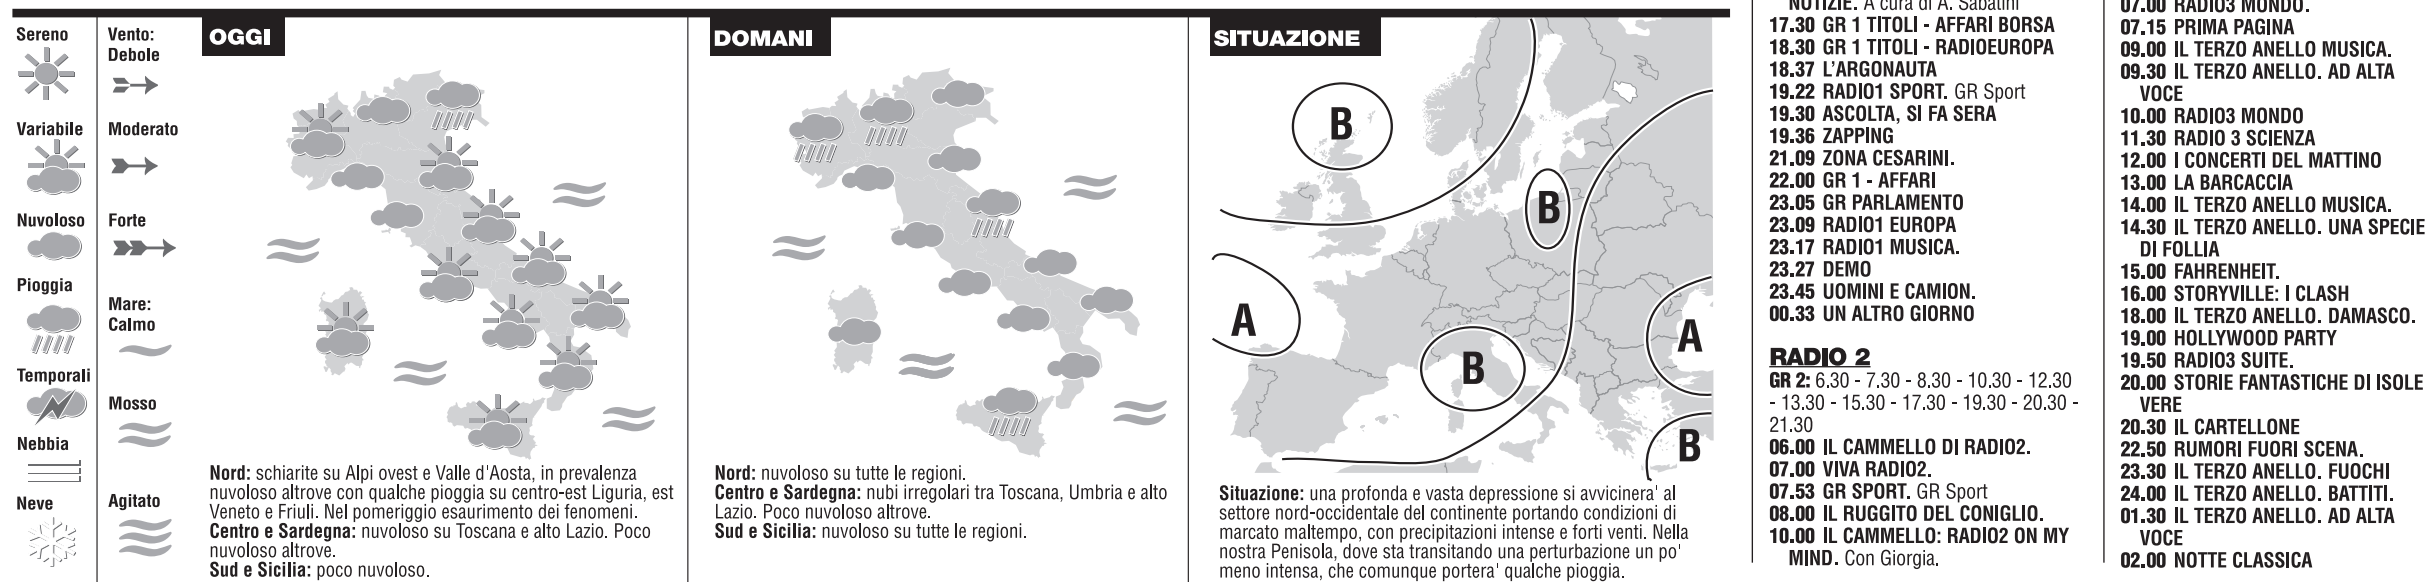 Sereno
Variabile
Nuvoloso
Pioggia
Temporali
Nebbia
Neve
Vento:
Debole
Moderato
Forte
Mare:
Calmo
Mosso
Agitato
OGGI
Nord: schiarite su Alpi ovest e Valle d'Aosta, in prevalenza
nuvoloso altrove con qualche pioggia su centro-est Liguria, est
Veneto e Friuli. Nel pomeriggio esaurimento dei fenomeni.
Centro e Sardegna: nuvoloso su Toscana e alto Lazio. Poco
nuvoloso altrove.
Sud e Sicilia: poco nuvoloso.
DOMANI
Nord: nuvoloso su tutte le regioni.
Centro e Sardegna: nubi irregolari tra Toscana, Umbria e alto
Lazio. Poco nuvoloso altrove.
Sud e Sicilia: nuvoloso su tutte le regioni.
SITUAZIONE
B
B
A
A
B
B
Situazione: una profonda e vasta depressione si avvicinera' al
settore nord-occidentale del continente portando condizioni di
marcato maltempo, con precipitazioni intense e forti venti. Nella
nostra Penisola, dove sta transitando una perturbazione un po'
meno intensa, che comunque portera' qualche pioggia.
NOTIZIE. A cura di A. Sabatini
17.30 GR 1 TITOLI - AFFARI BORSA
18.30 GR 1 TITOLI - RADIOEUROPA
18.37 L'ARGONAUTA
19.22 RADIO1 SPORT. GR Sport
19.30 ASCOLTA, SI FA SERA
19.36 ZAPPING
21.09 ZONA CESARINI.
22.00 GR 1 - AFFARI
23.05 GR PARLAMENTO
23.09 RADIO1 EUROPA
23.17 RADIO1 MUSICA.
23.27 DEMO
23.45 UOMINI E CAMION.
00.33 UN ALTRO GIORNO
RADIO 2
GR 2: 6.30 - 7.30 - 8.30 - 10.30 - 12.30
- 13.30 - 15.30 - 17.30 - 19.30 - 20.30 -
21.30
06.00 IL CAMMELLO DI RADIO2.
07.00 VIVA RADIO2.
07.53 GR SPORT. GR Sport
08.00 IL RUGGITO DEL CONIGLIO.
10.00 IL CAMMELLO: RADIO2 ON MY
MIND. Con Giorgia.
07.00 RADIO3 MONDO.
07.15 PRIMA PAGINA
09.00 IL TERZO ANELLO MUSICA.
09.30 IL TERZO ANELLO. AD ALTA
VOCE
10.00 RADIO3 MONDO
11.30 RADIO 3 SCIENZA
12.00 I CONCERTI DEL MATTINO
13.00 LA BARCACCIA
14.00 IL TERZO ANELLO MUSICA.
14.30 IL TERZO ANELLO. UNA SPECIE
DI FOLLIA
15.00 FAHRENHEIT.
16.00 STORYVILLE: I CLASH
18.00 IL TERZO ANELLO. DAMASCO.
19.00 HOLLYWOOD PARTY
19.50 RADIO3 SUITE.
20.00 STORIE FANTASTICHE DI ISOLE
VERE
20.30 IL CARTELLONE
22.50 RUMORI FUORI SCENA.
23.30 IL TERZO ANELLO. FUOCHI
24.00 IL TERZO ANELLO. BATTITI.
01.30 IL TERZO ANELLO. AD ALTA
VOCE
02.00 NOTTE CLASSICA